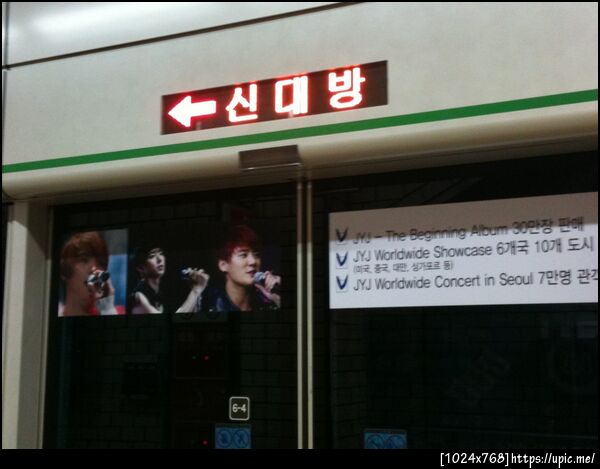 ← 신대방
JYJ - The Beginning Album 30만장 판매
JYJ Worldwide Showcase 6개국 10개 도시
(미국, 중국, 대만, 싱가포르 등)
JYJ Worldwide Concert in Seoul 7만명 관객
6-4
[1024x768]https://upic.me/